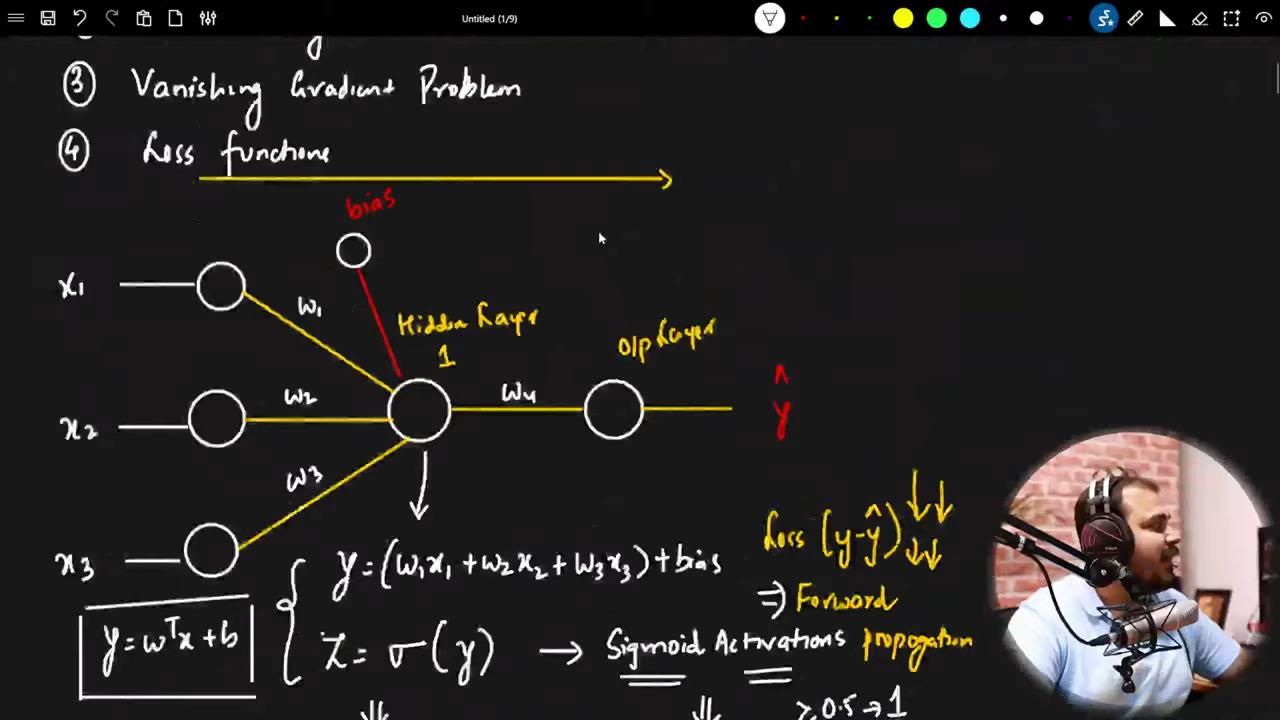 Untitled (1/9)
③ Vanishing Gradient Problem
④ Loss functions
bias
x1
w1
Hidden Layer
1
O/P Layer
x2
w2
w4
ŷ
w3
x3
Loss (y-ŷ) ↓↓ ↓↓
y=(w1x1+w2x2+w3x3)+bias
⇒ Forward propogation
y=wᵀx+b
Z= σ(y) → Sigmoid Activations
≥0.5→1